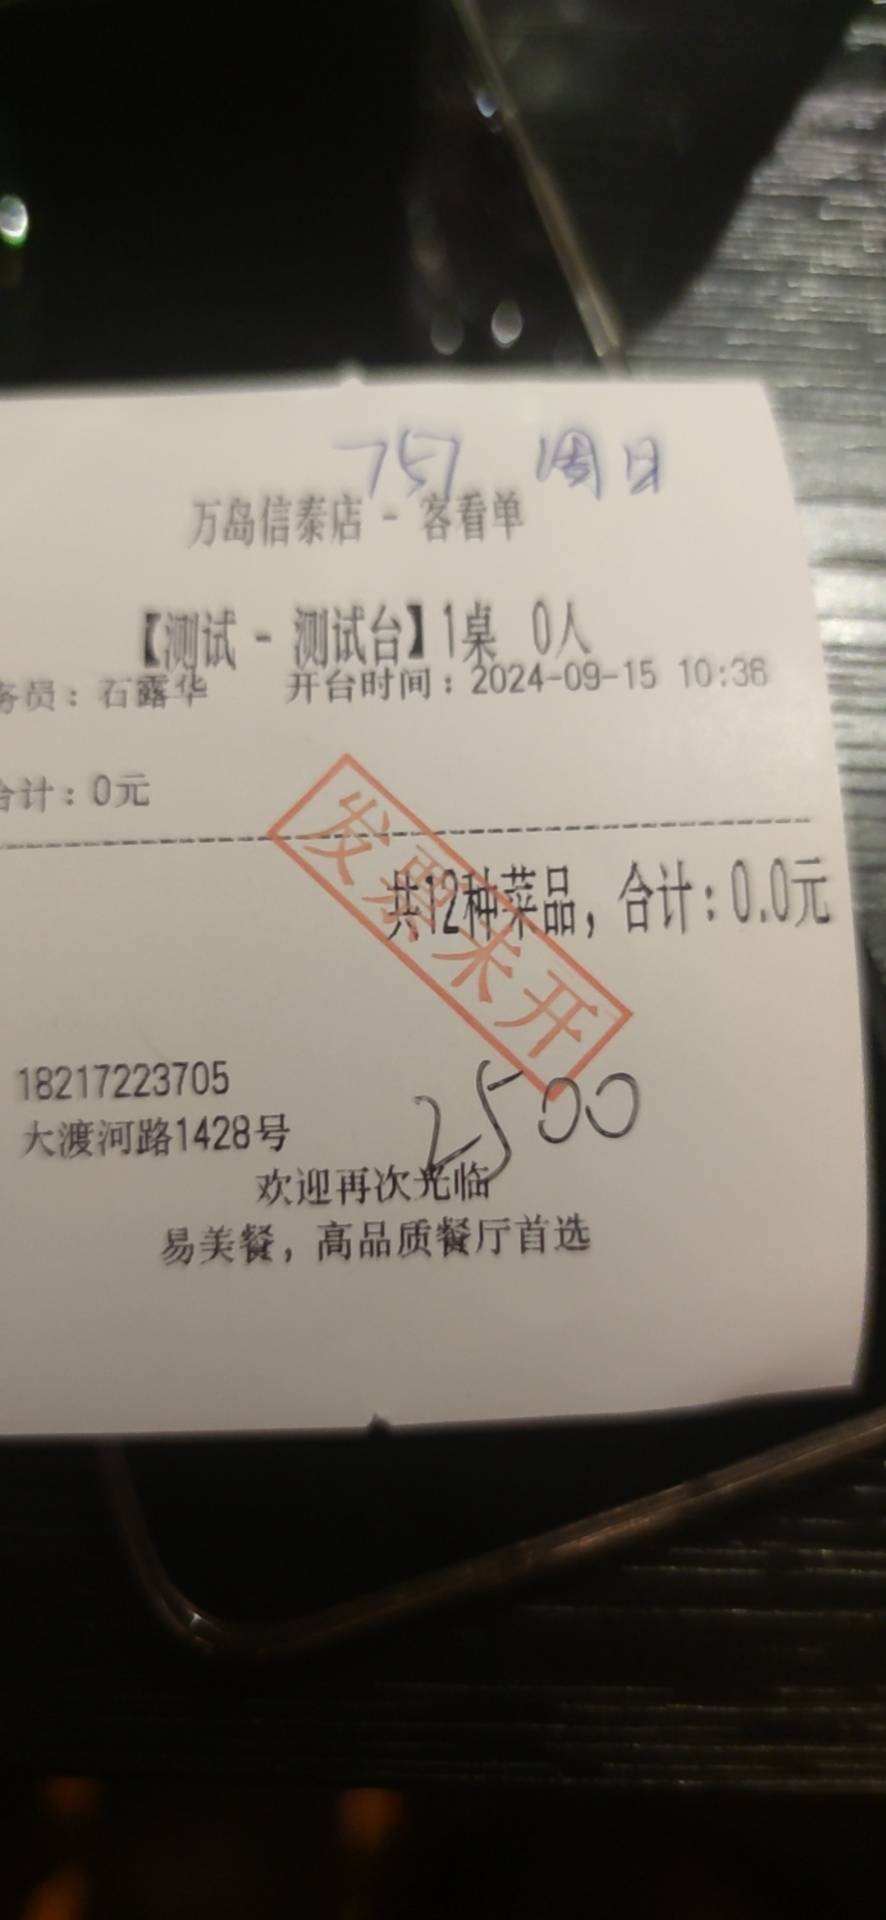 757 周日
万岛信泰店 - 客看单
【测试 - 测试台】1桌 0人
务员：石露华 开台时间：2024-09-15 10:36
合计：0元
发票未开
共12种菜品，合计：0.0元
18217223705
2500
大渡河路1428号
欢迎再次光临
易美餐，高品质餐厅首选